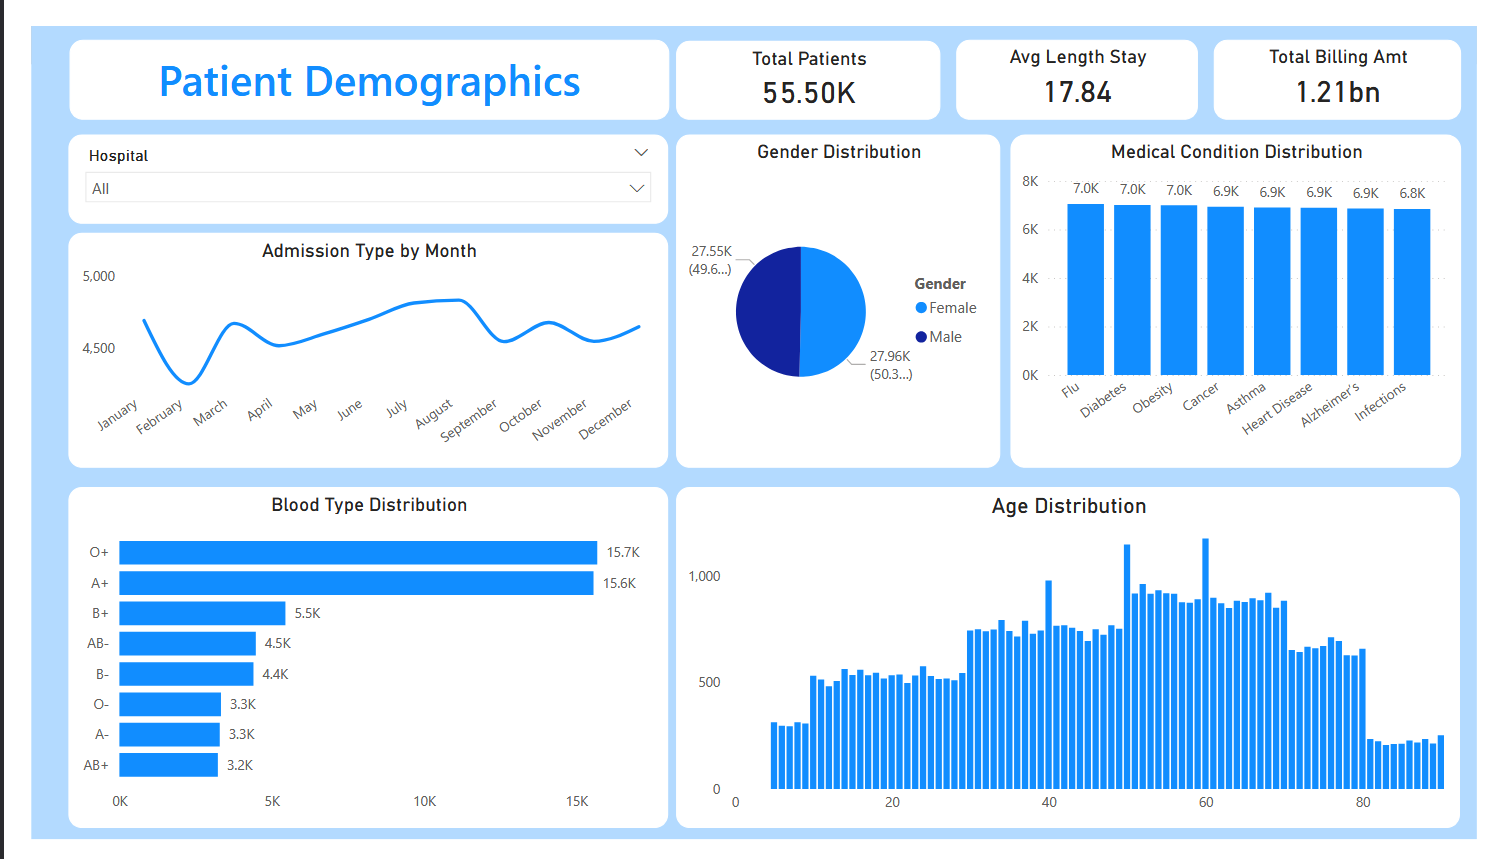 Patient Demographics
Total Patients
55.50K
Avg Length Stay
17.84
Total Billing Amt
1.21bn
Hospital
All
Admission Type by Month
5,000
4,500
January
February
March
April
May
June
July
August
September
October
November
December
Gender Distribution
27.55K
(49.6...)
27.96K
(50.3...)
Gender
Female
Male
Medical Condition Distribution
8K
6K
4K
2K
0K
7.0K
7.0K
7.0K
6.9K
6.9K
6.9K
6.9K
6.8K
Flu
Diabetes
Obesity
Cancer
Asthma
Heart Disease
Alzheimer's
Infections
Blood Type Distribution
O+ 15.7K
A+ 15.6K
B+ 5.5K
AB- 4.5K
B- 4.4K
O- 3.3K
A- 3.3K
AB+ 3.2K
0K 5K 10K 15K
Age Distribution
1,000
500
0
0 20 40 60 80